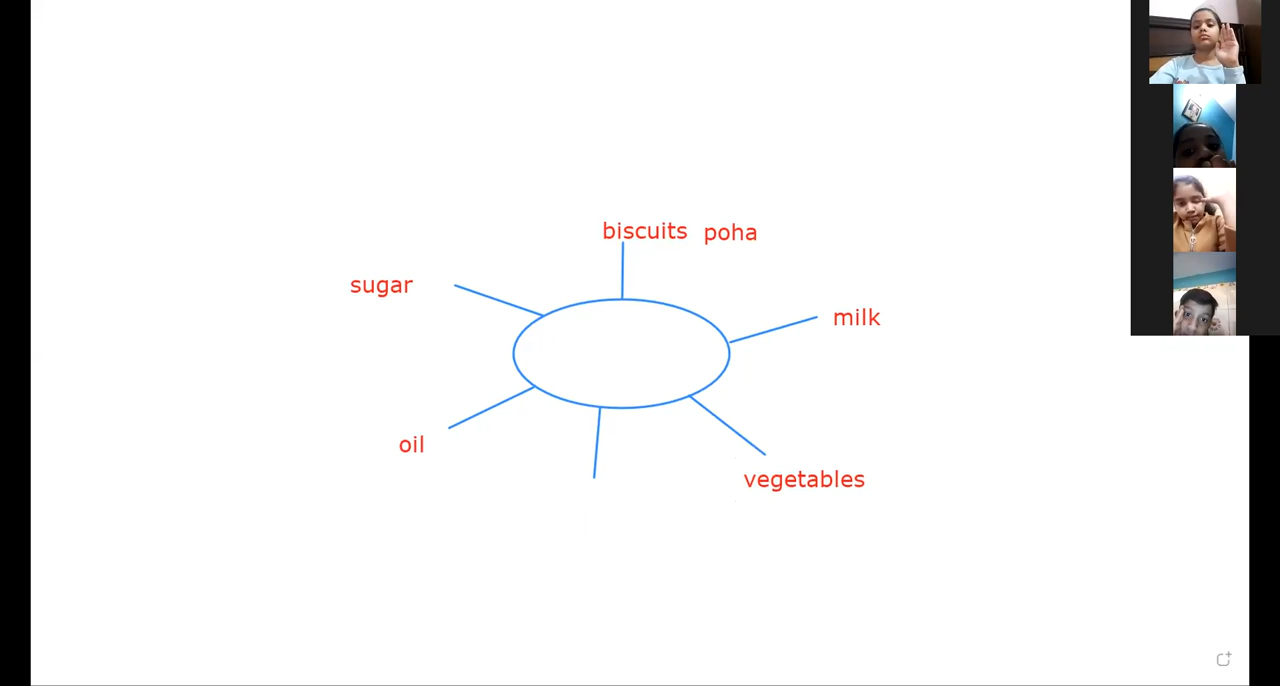 biscuits poha
sugar
milk
oil
vegetables